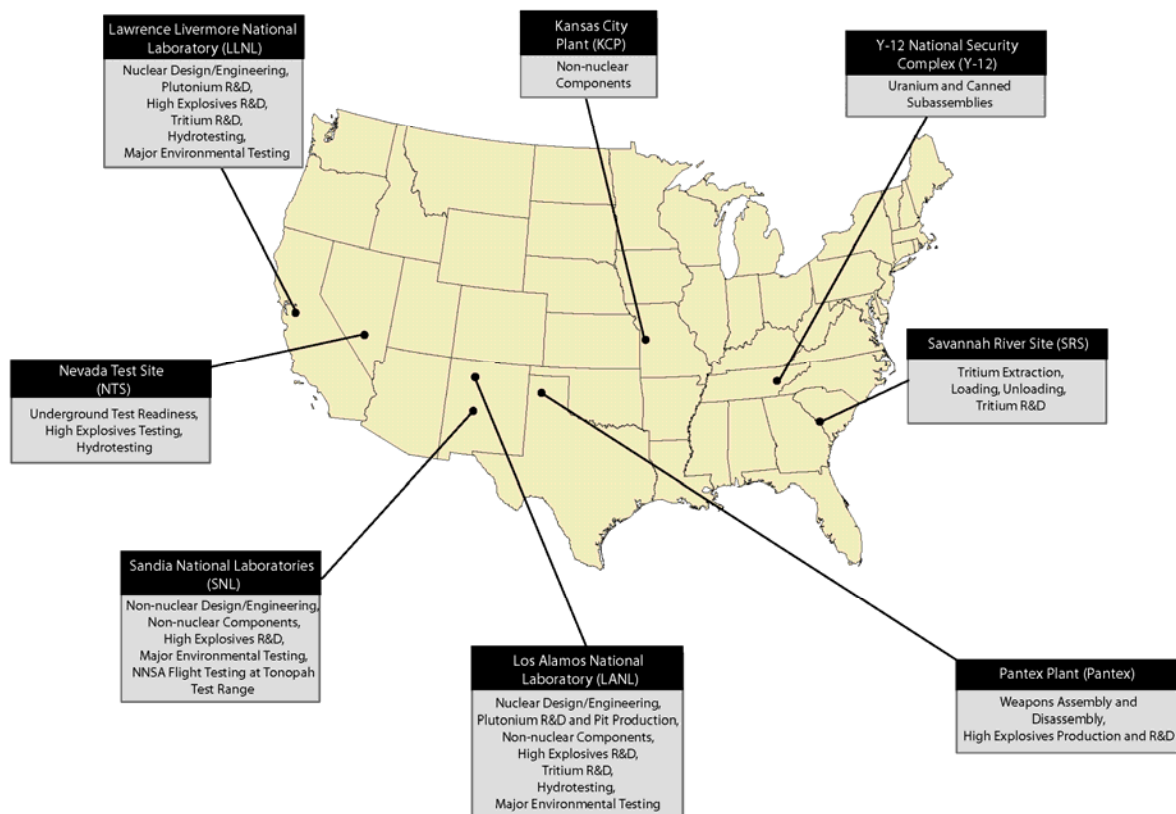 Lawrence Livermore National
Laboratory (LLNL)
Nuclear Design/Engineering,
Plutonium R&D,
High Explosives R&D,
Tritium R&D,
Hydrotesting,
Major Environmental Testing
Kansas City
Plant (KCP)
Non-nuclear
Components
Y-12 National Security
Complex (Y-12)
Uranium and Canned
Subassemblies
Nevada Test Site
(NTS)
Underground Test Readiness,
High Explosives Testing,
Hydrotesting
Savannah River Site (SRS)
Tritium Extraction,
Loading, Unloading,
Tritium R&D
Sandia National Laboratories
(SNL)
Non-nuclear Design/Engineering,
Non-nuclear Components,
High Explosives R&D,
Major Environmental Testing,
NNSA Flight Testing at Tonopah
Test Range
Los Alamos National
Laboratory (LANL)
Nuclear Design/Engineering,
Plutonium R&D and Pit Production,
Non-nuclear Components,
High Explosives R&D,
Tritium R&D,
Hydrotesting,
Major Environmental Testing
Pantex Plant (Pantex)
Weapons Assembly and
Disassembly,
High Explosives Production and R&D